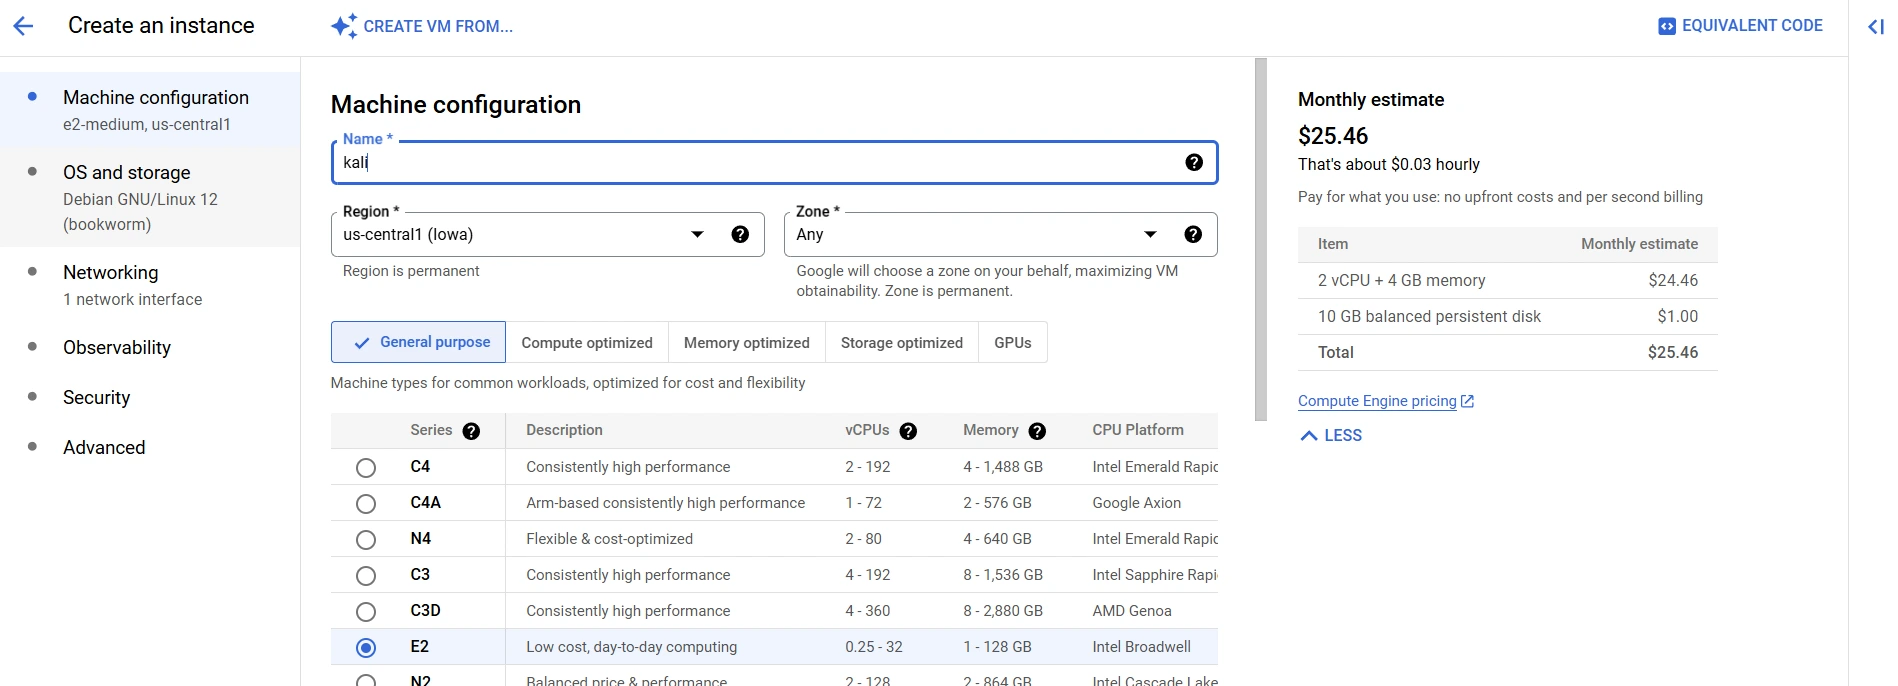 Create an instance
CREATE VM FROM...
EQUIVALENT CODE
Machine configuration
e2-medium, us-central1
OS and storage
Debian GNU/Linux 12
(bookworm)
Networking
1 network interface
Observability
Security
Advanced
Machine configuration
Name *
kali
Region *
us-central1 (Iowa)
Region is permanent
Zone *
Any
Google will choose a zone on your behalf, maximizing VM
obtainability. Zone is permanent.
General purpose
Compute optimized
Memory optimized
Storage optimized
GPUs
Machine types for common workloads, optimized for cost and flexibility
Series Description vCPUs Memory CPU Platform
C4 Consistently high performance 2 - 192 4 - 1,488 GB Intel Emerald Rapid
C4A Arm-based consistently high performance 1 - 72 2 - 576 GB Google Axion
N4 Flexible & cost-optimized 2 - 80 4 - 640 GB Intel Emerald Rapid
C3 Consistently high performance 4 - 192 8 - 1,536 GB Intel Sapphire Rapi
C3D Consistently high performance 4 - 360 8 - 2,880 GB AMD Genoa
E2 Low cost, day-to-day computing 0.25 - 32 1 - 128 GB Intel Broadwell
N2 Balanced price & performance 2 - 128 2 - 864 GB Intel Cascade Lake
Monthly estimate
$25.46
That's about $0.03 hourly
Pay for what you use: no upfront costs and per second billing
Item Monthly estimate
2 vCPU + 4 GB memory $24.46
10 GB balanced persistent disk $1.00
Total $25.46
Compute Engine pricing
LESS